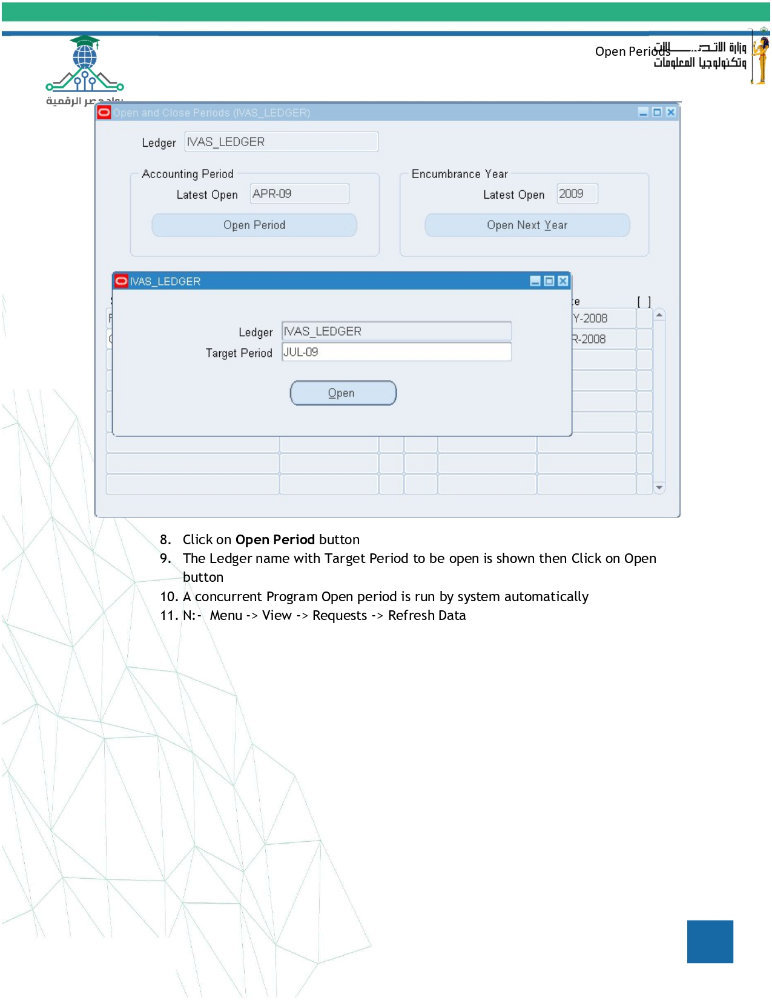 Open Periods
وزارة الاتصالات
وتكنولوجيا المعلومات
رواد مصر الرقمية
Open and Close Periods (IVAS_LEDGER)
Ledger IVAS_LEDGER
Accounting Period
Latest Open APR-09
Open Period
Encumbrance Year
Latest Open 2009
Open Next Year
IVAS_LEDGER
[ ]
Y-2008
R-2008
Ledger IVAS_LEDGER
Target Period JUL-09
Open
8. Click on Open Period button
9. The Ledger name with Target Period to be open is shown then Click on Open
button
10. A concurrent Program Open period is run by system automatically
11. N:- Menu -> View -> Requests -> Refresh Data